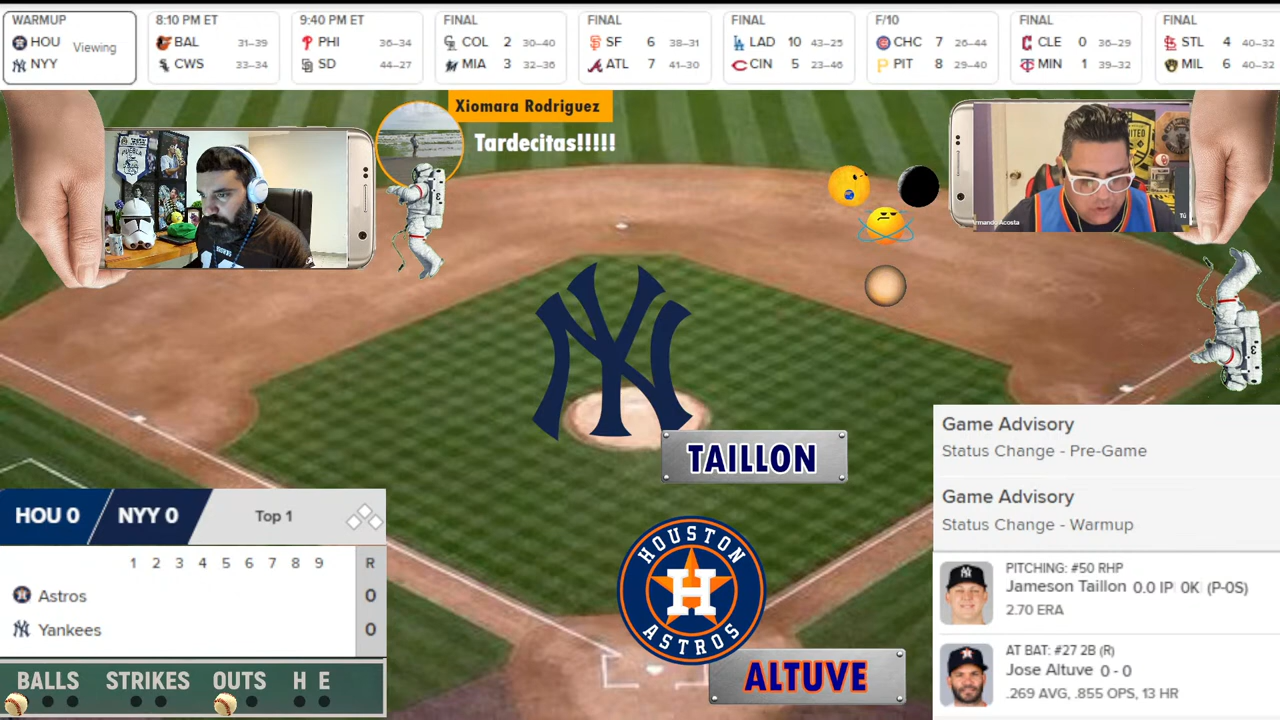 WARMUP
HOU
Viewing
NYY
8:10 PM ET
BAL 31-39
CWS 33-34
9:40 PM ET
PHI 36-34
SD 44-27
FINAL
COL 2 30-40
MIA 3 32-36
FINAL
SF 6 38-31
ATL 7 41-30
FINAL
LAD 10 43-25
CIN 5 23-46
F/10
CHC 7 26-44
PIT 8 29-40
FINAL
CLE 0 36-29
MIN 1 39-32
FINAL
STL 4 40-32
MIL 6 40-32
Xiomara Rodriguez
Tardecitas!!!!!
Acosta
Tú
NY
TAILLON
Game Advisory
Status Change - Pre-Game
Game Advisory
Status Change - Warmup
HOU 0
NYY 0
Top 1
1 2 3 4 5 6 7 8 9 R
Astros 0
Yankees 0
BALLS STRIKES OUTS H E
HOUSTON
H
ASTROS
ALTUVE
PITCHING: #50 RHP
Jameson Taillon 0.0 IP 0K (P-0S)
2.70 ERA
AT BAT: #27 2B (R)
Jose Altuve 0 - 0
.269 AVG, .855 OPS, 13 HR